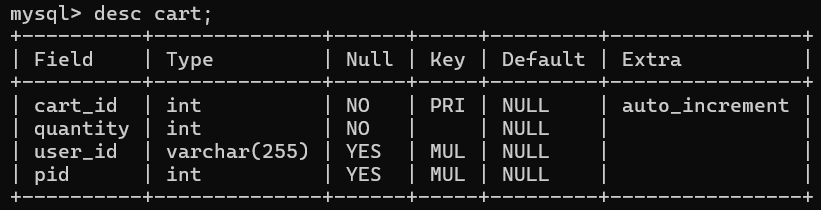 mysql> desc cart;
+----------+--------------+------+-----+---------+----------------+
| Field    | Type         | Null | Key | Default | Extra          |
+----------+--------------+------+-----+---------+----------------+
| cart_id  | int          | NO   | PRI | NULL    | auto_increment |
| quantity | int          | NO   |     | NULL    |                |
| user_id  | varchar(255) | YES  | MUL | NULL    |                |
| pid      | int          | YES  | MUL | NULL    |                |
+----------+--------------+------+-----+---------+----------------+